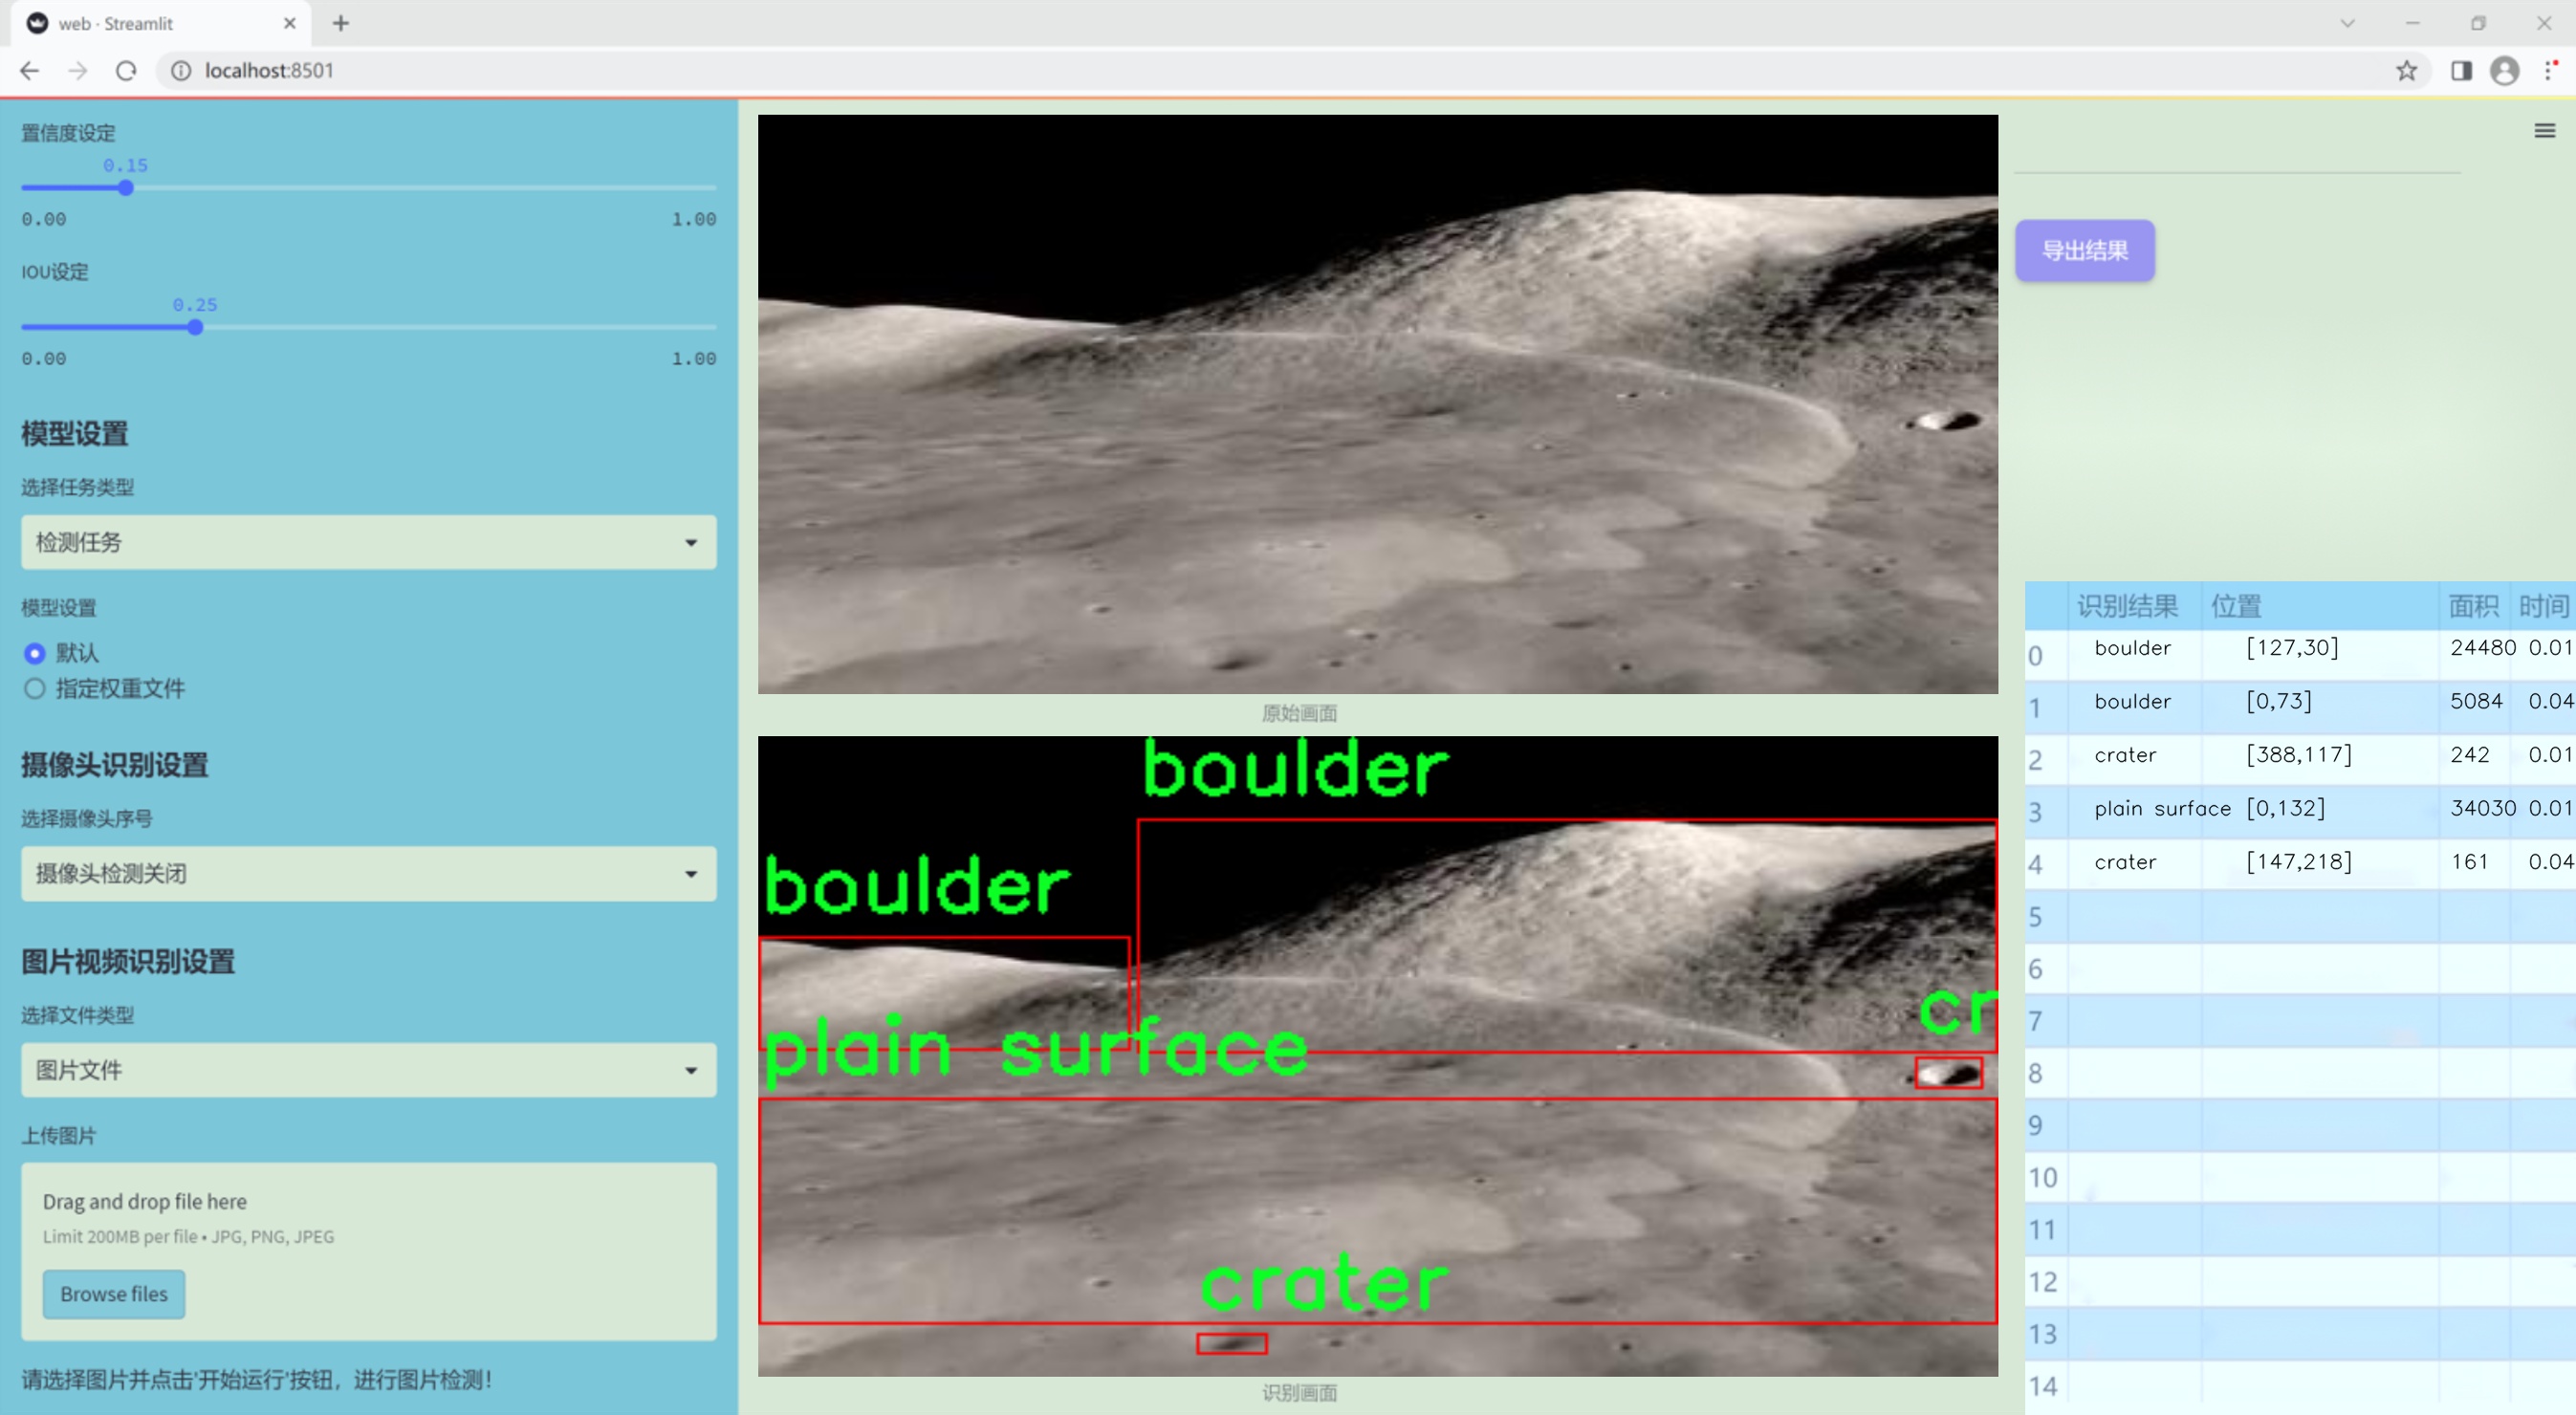 web · Streamlit
localhost:8501
置信度设定
0.15
0.00 1.00
IOU设定
0.25
0.00 1.00
模型设置
选择任务类型
检测任务
模型设置
默认
指定权重文件
摄像头识别设置
选择摄像头序号
摄像头检测关闭
图片视频识别设置
选择文件类型
图片文件
上传图片
Drag and drop file here
Limit 200MB per file • JPG, PNG, JPEG
Browse files
请选择图片并点击'开始运行'按钮，进行图片检测！
原始画面
boulder
boulder
cr
plain surface
crater
识别画面
导出结果
识别结果 位置 面积 时间
0 boulder [127,30] 24480 0.01
1 boulder [0,73] 5084 0.04
2 crater [388,117] 242 0.01
3 plain surface [0,132] 34030 0.01
4 crater [147,218] 161 0.04
5
6
7
8
9
10
11
12
13
14